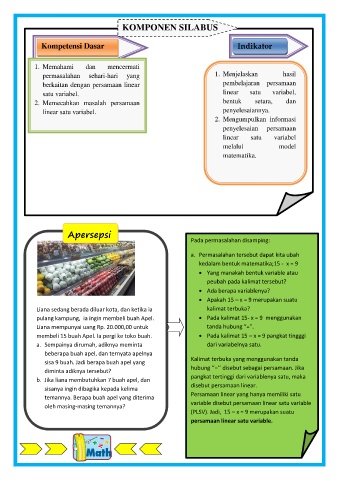 KOMPONEN SILABUS
Kompetensi Dasar
1. Memahami dan mencermati
permasalahan sehari-hari yang
berkaitan dengan persamaan linear
satu variabel.
2. Memecahkan masalah persamaan
linear satu variabel.
Indikator
1. Menjelaskan hasil
pembelajaran persamaan
linear satu variabel,
bentuk setara, dan
penyelesaiannya.
2. Mengumpulkan informasi
penyelesaian persamaan
linear satu variabel
melalui model
matematika.
Apersepsi
Liana sedang berada diluar kota, dan ketika ia
pulang kampung, ia ingin membeli buah Apel.
Liana mempunyai uang Rp. 20.000,00 untuk
membeli 15 buah Apel. Ia pergi ke toko buah.
a. Sempainya dirumah, adiknya meminta
beberapa buah apel, dan ternyata apelnya
sisa 9 buah. Jadi berapa buah apel yang
diminta adiknya tersebut?
b. Jika liana membutuhkan 7 buah apel, dan
sisanya ingin dibagika kepada kelima
temannya. Berapa buah apel yang diterima
oleh masing-masing temannya?
Pada permasalahan disamping:
a. Permasalahan tersebut dapat kita ubah
kedalam bentuk matematika;15 - x = 9
• Yang manakah bentuk variable atau
peubah pada kalimat tersebut?
• Ada berapa variablenya?
• Apakah 15 – x = 9 merupakan suatu
kalimat terbuka?
• Pada kalimat 15- x = 9 menggunakan
tanda hubung “=”.
• Pada kalimat 15 – x = 9 pangkat tingggi
dari variabelnya satu.
Kalimat terbuka yang menggunakan tanda
hubung “=” disebut sebagai persamaan. Jika
pangkat tertinggi dari variablenya satu, maka
disebut persamaan linear.
Persamaan linear yang hanya memiliki satu
variable disebut persamaan linear satu variable
(PLSV). Jadi, 15 – x = 9 merupakan suatu
persamaan linear satu variable.
Math